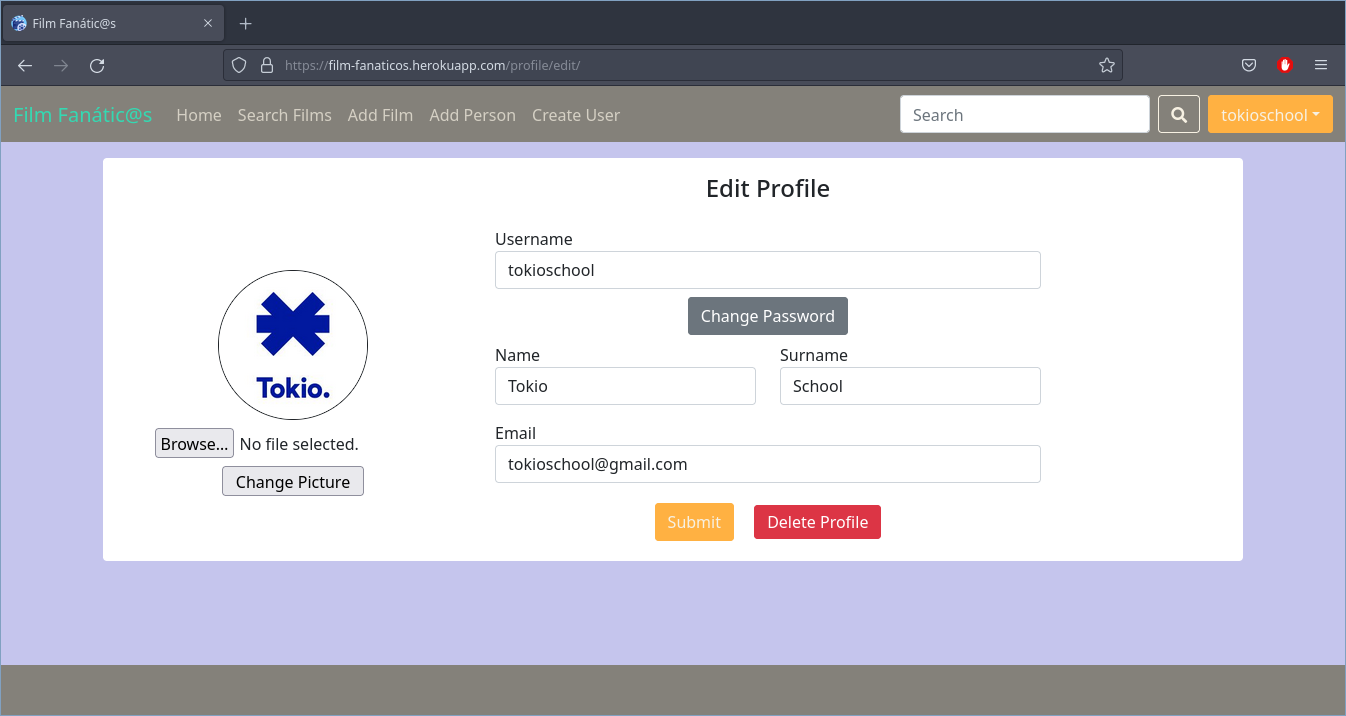 Film Fanátic@s
https://film-fanaticos.herokuapp.com/profile/edit/
Film Fanátic@s Home Search Films Add Film Add Person Create User Search tokioschool
Edit Profile
Username
tokioschool
Change Password
Name Surname
Tokio School
Email
tokioschool@gmail.com
Submit Delete Profile
Tokio.
Browse... No file selected.
Change Picture